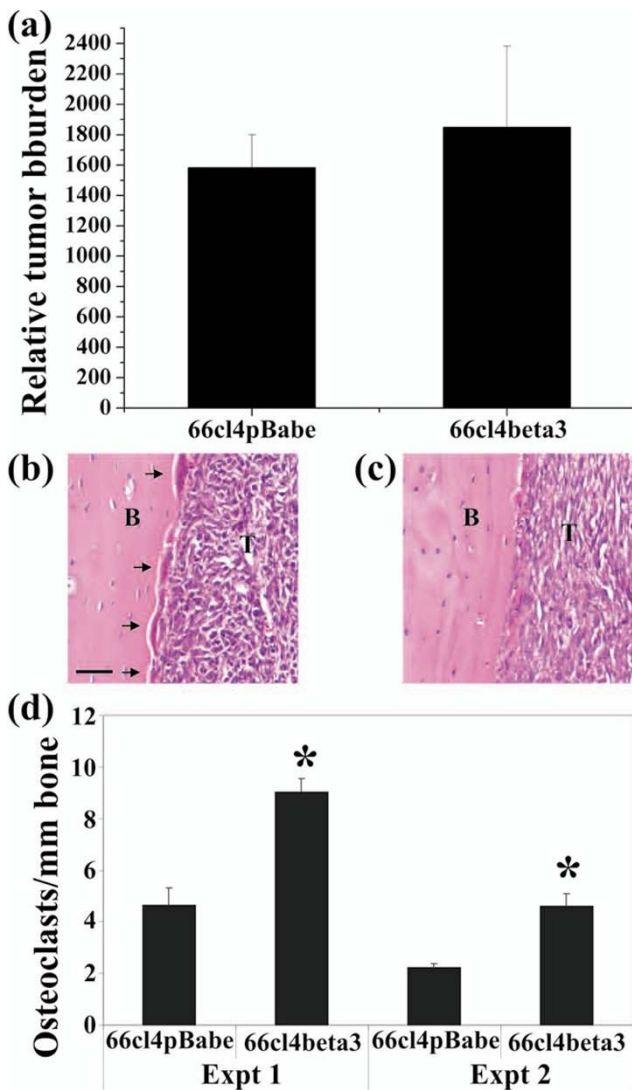 (a)
Relative tumor bburden
2400
2200
2000
1800
1600
1400
1200
1000
800
600
400
200
0
66cl4pBabe 66cl4beta3
(b)
B
T
(c)
B
T
(d)
Osteoclasts/mm bone
12
10
8
6
4
2
0
*
*
66cl4pBabe 66cl4beta3 66cl4pBabe 66cl4beta3
Expt 1 Expt 2